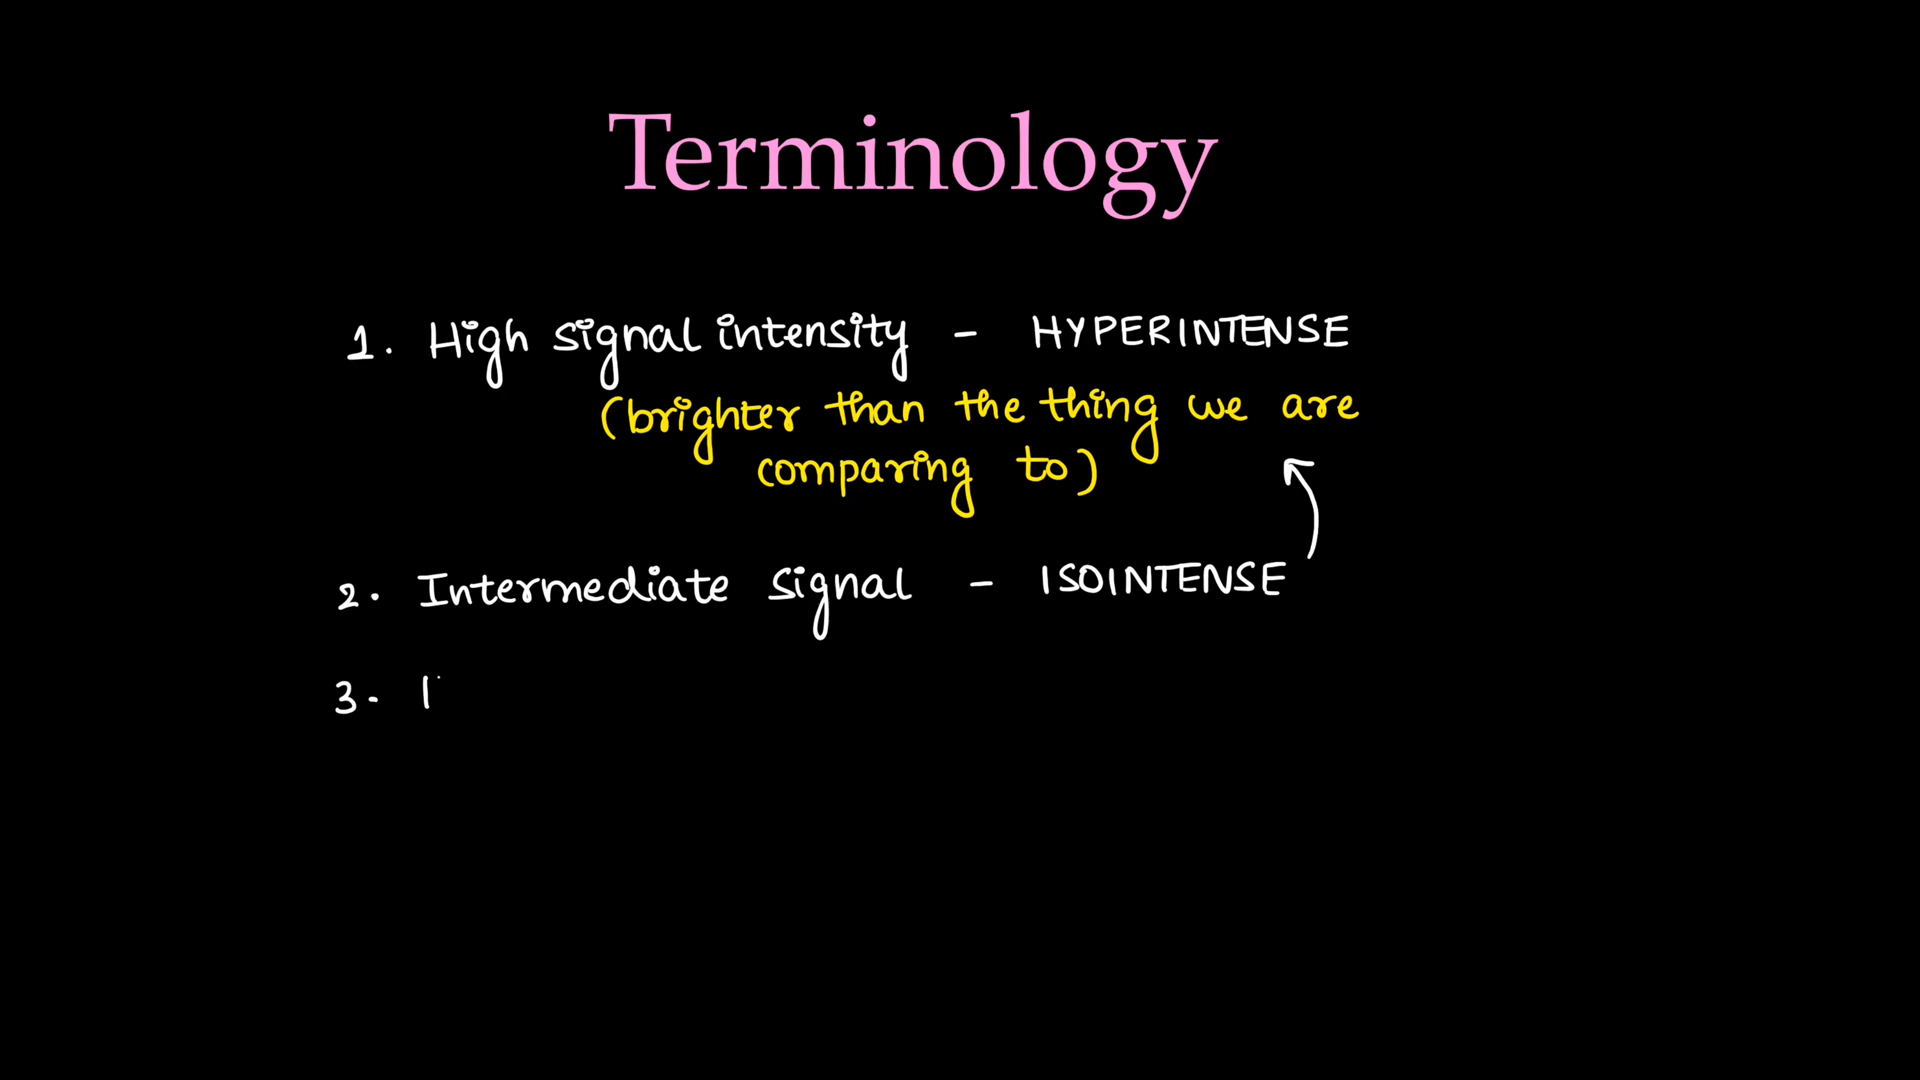 Terminology
1. High signal intensity - HYPERINTENSE
(brighter than the thing we are
comparing to)
2. Intermediate signal - ISOINTENSE
3.